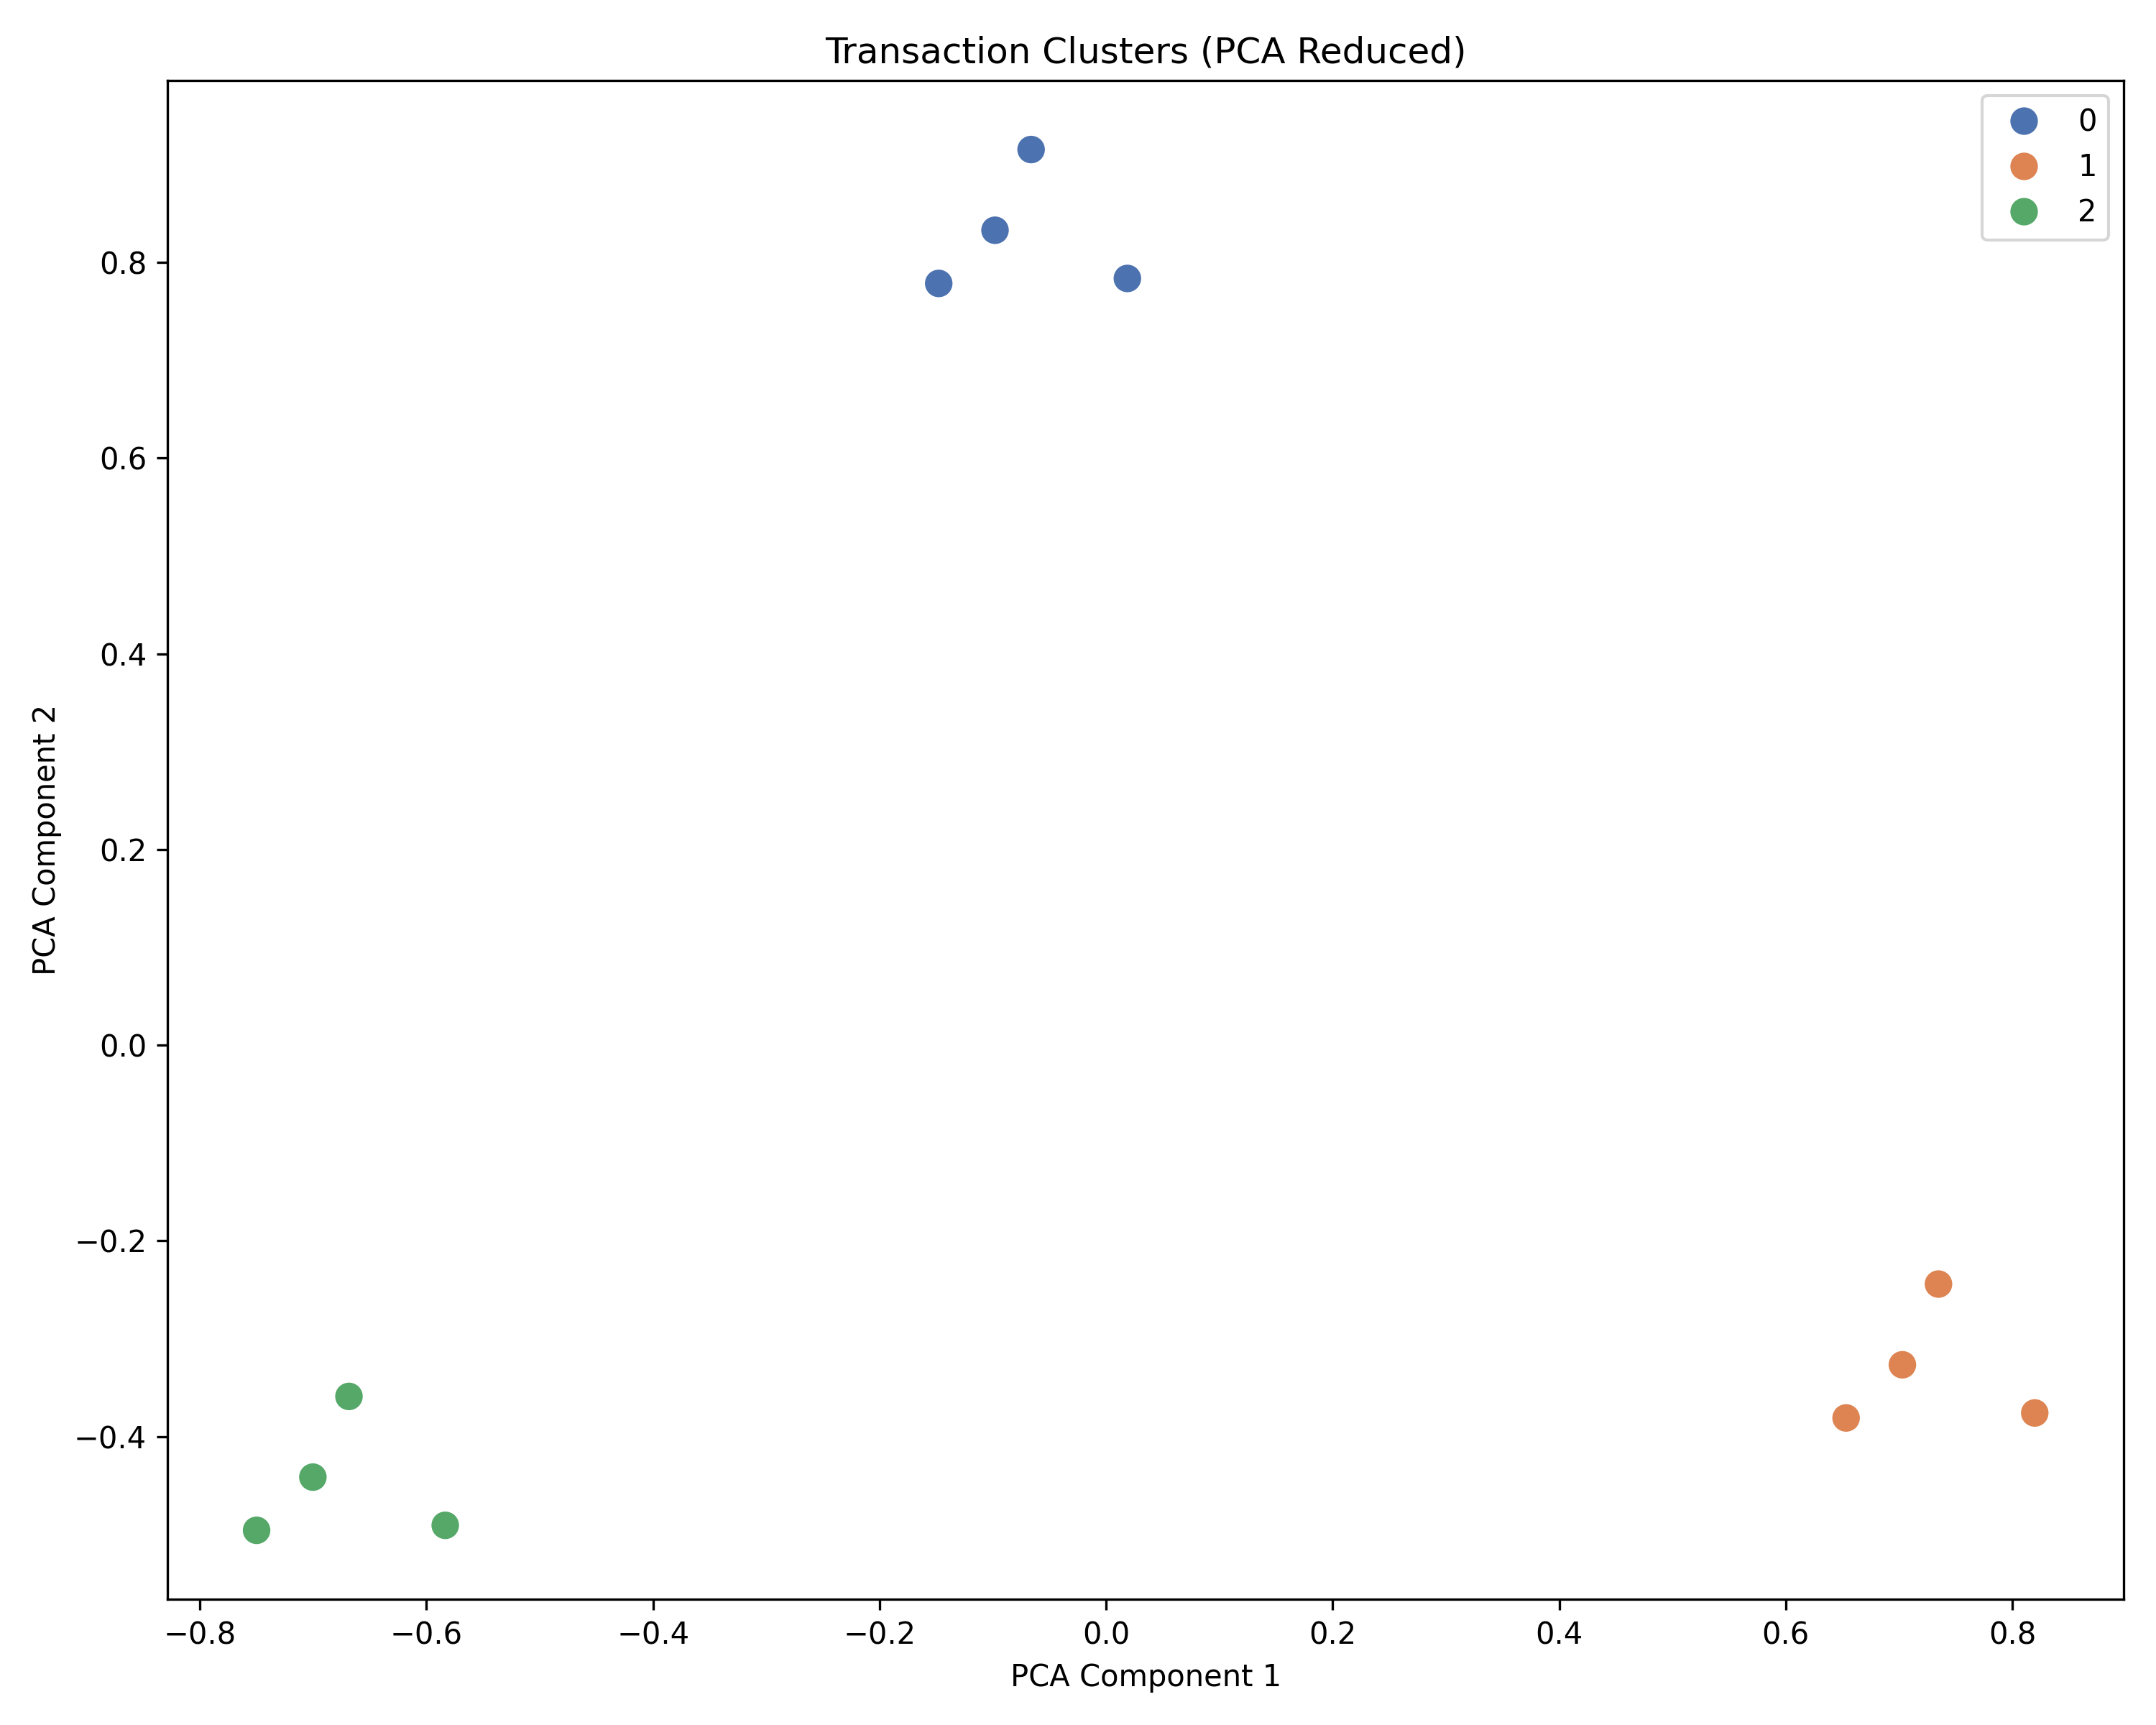 Transaction Clusters (PCA Reduced)
0
1
2
0.8
0.6
0.4
0.2
0.0
−0.2
−0.4
PCA Component 2
−0.8 −0.6 −0.4 −0.2 0.0 0.2 0.4 0.6 0.8
PCA Component 1